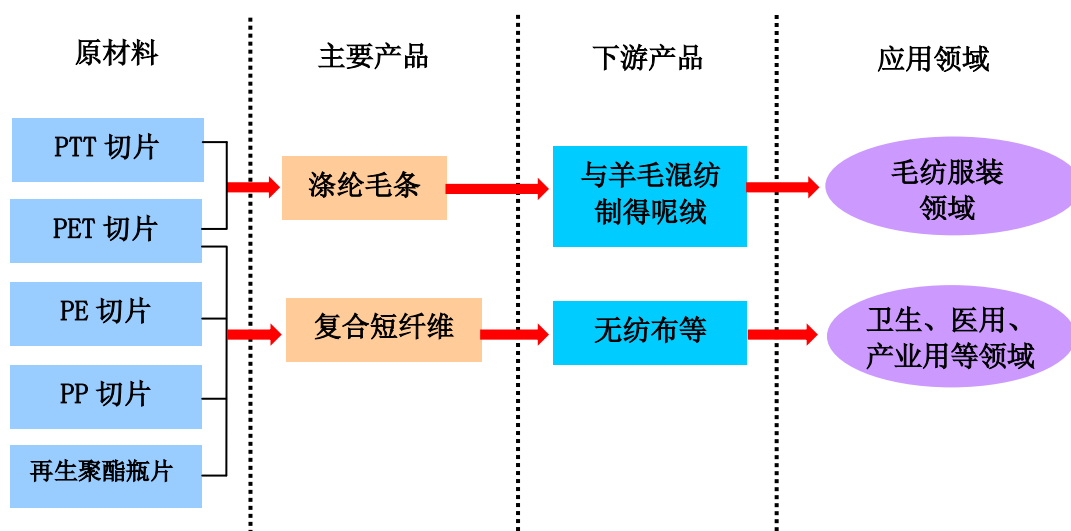 原材料
主要产品
下游产品
应用领域
PTT 切片
PET 切片
PE 切片
PP 切片
再生聚酯瓶片
涤纶毛条
复合短纤维
与羊毛混纺
制得呢绒
无纺布等
毛纺服装
领域
卫生、医用、
产业用等领域